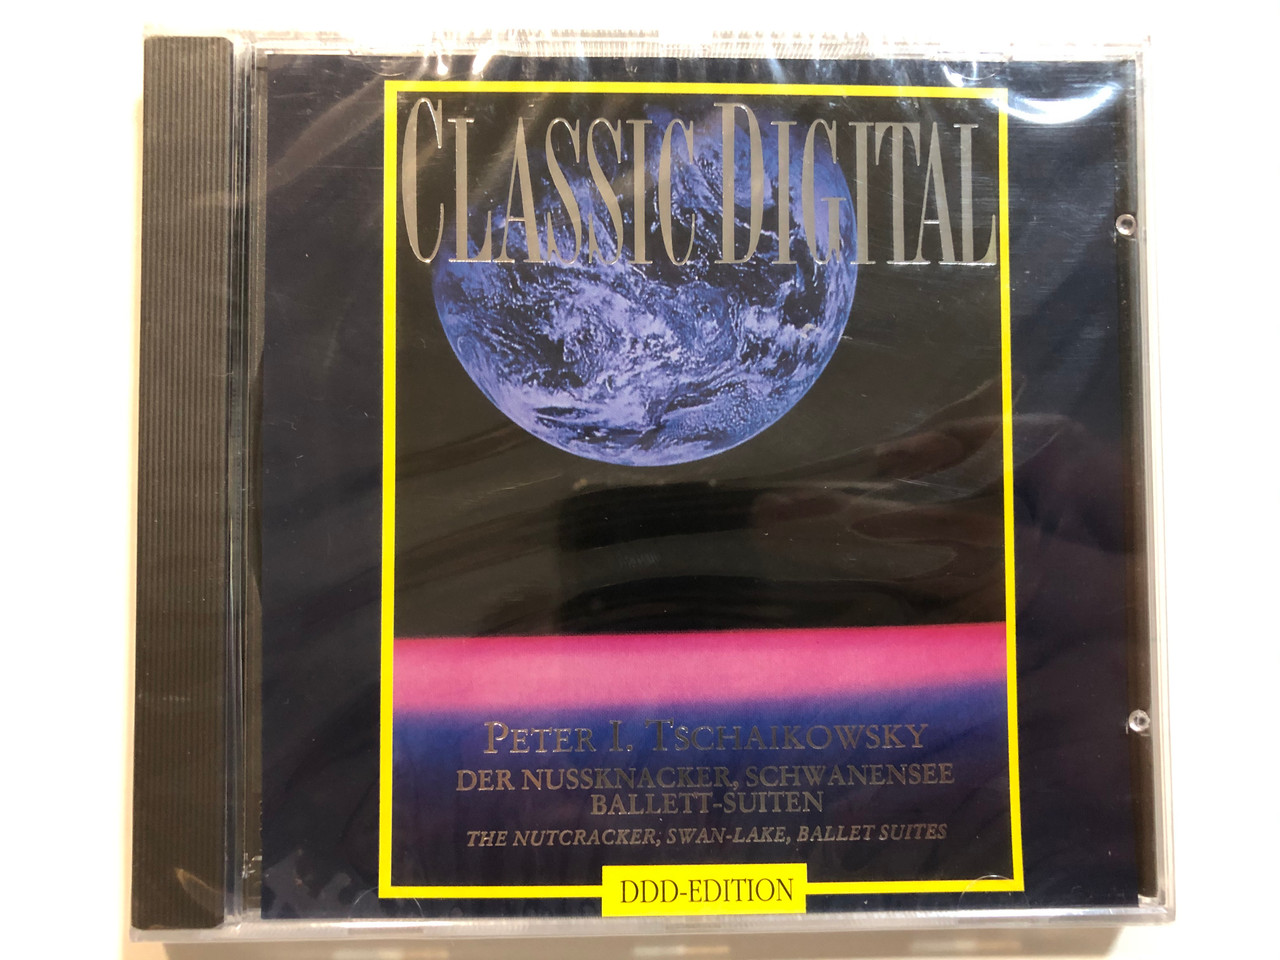 CLASSIC DIGITAL
PETER I. TSCHAIKOWSKY
DER NUSSKNACKER, SCHWANENSEE
BALLETT-SUITEN
THE NUTCRACKER, SWAN-LAKE, BALLET SUITES
DDD-EDITION